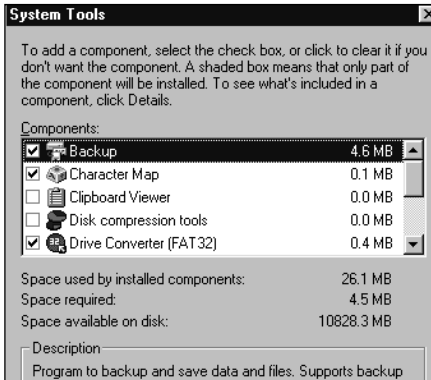 System Tools
To add a component, select the check box, or click to clear it if you
don't want the component. A shaded box means that only part of
the component will be installed. To see what's included in a
component, click Details.
Components:
Backup 4.6 MB
Character Map 0.1 MB
Clipboard Viewer 0.0 MB
Disk compression tools 0.0 MB
Drive Converter (FAT32) 0.4 MB
Space used by installed components: 26.1 MB
Space required: 4.5 MB
Space available on disk: 10828.3 MB
Description
Program to backup and save data and files. Supports backup